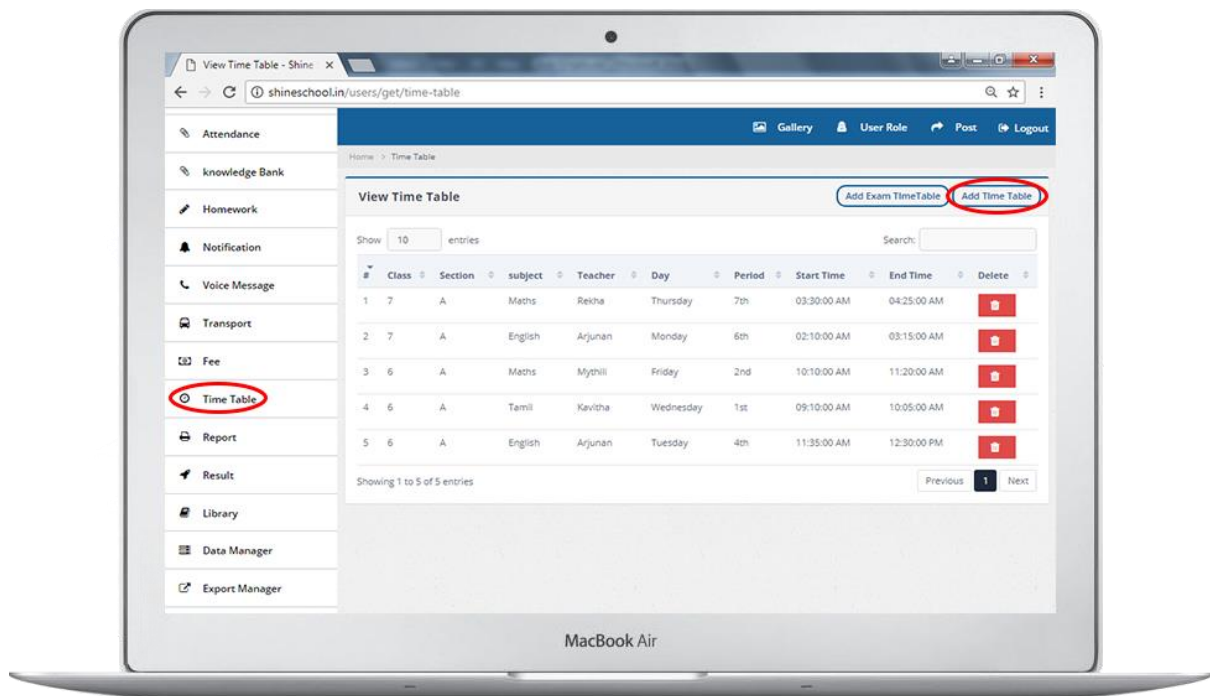 View Time Table - Shine
shineschool.in/users/get/time-table
Attendance
knowledge Bank
Homework
Notification
Voice Message
Transport
Fee
Time Table
Report
Result
Library
Data Manager
Export Manager
Gallery User Role Post Logout
Home > Time Table
View Time Table Add Exam TimeTable Add Time Table
Show 10 entries Search:
# Class Section subject Teacher Day Period Start Time End Time Delete
1 7 A Maths Rekha Thursday 7th 03:30:00 AM 04:25:00 AM
2 7 A English Arjunan Monday 6th 02:10:00 AM 03:15:00 AM
3 6 A Maths Mythili Friday 2nd 10:10:00 AM 11:20:00 AM
4 6 A Tamil Kavitha Wednesday 1st 09:10:00 AM 10:05:00 AM
5 6 A English Arjunan Tuesday 4th 11:35:00 AM 12:30:00 PM
Showing 1 to 5 of 5 entries Previous 1 Next
MacBook Air